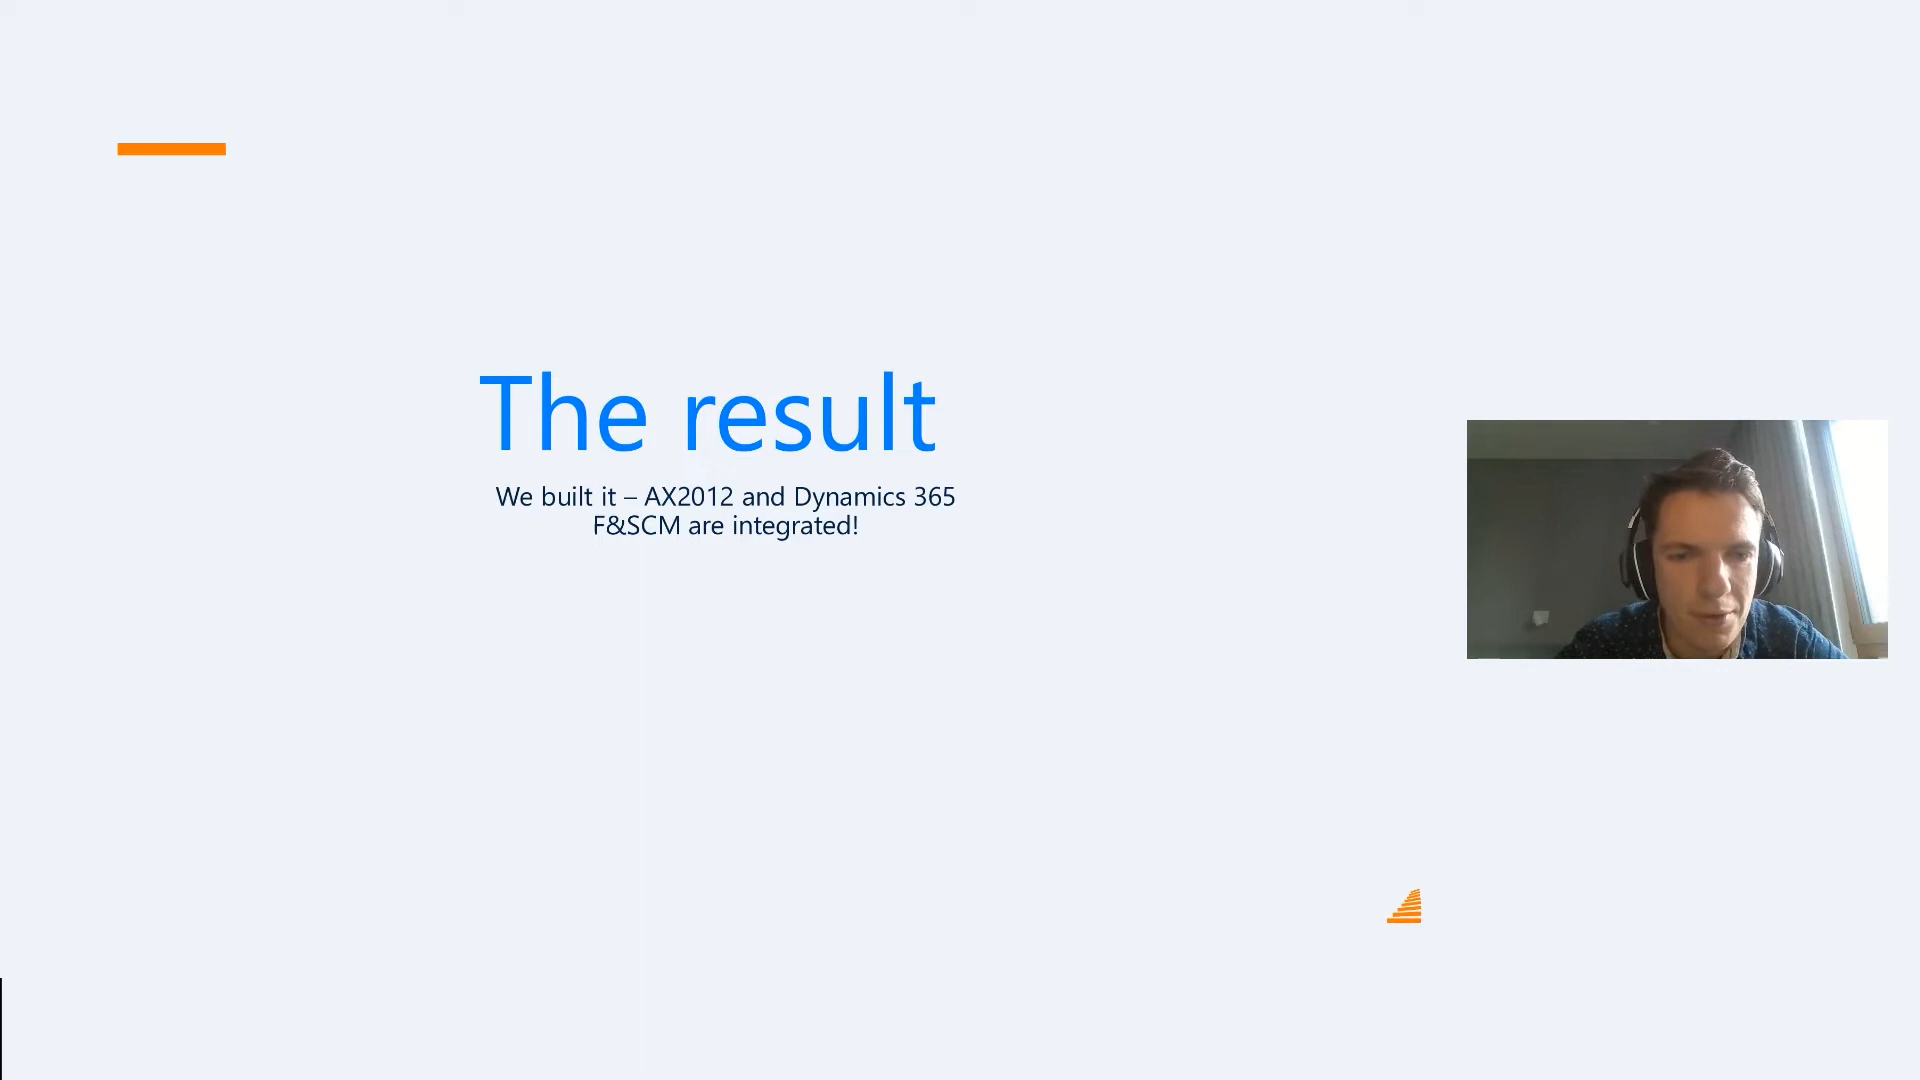 The result
We built it – AX2012 and Dynamics 365
F&SCM are integrated!